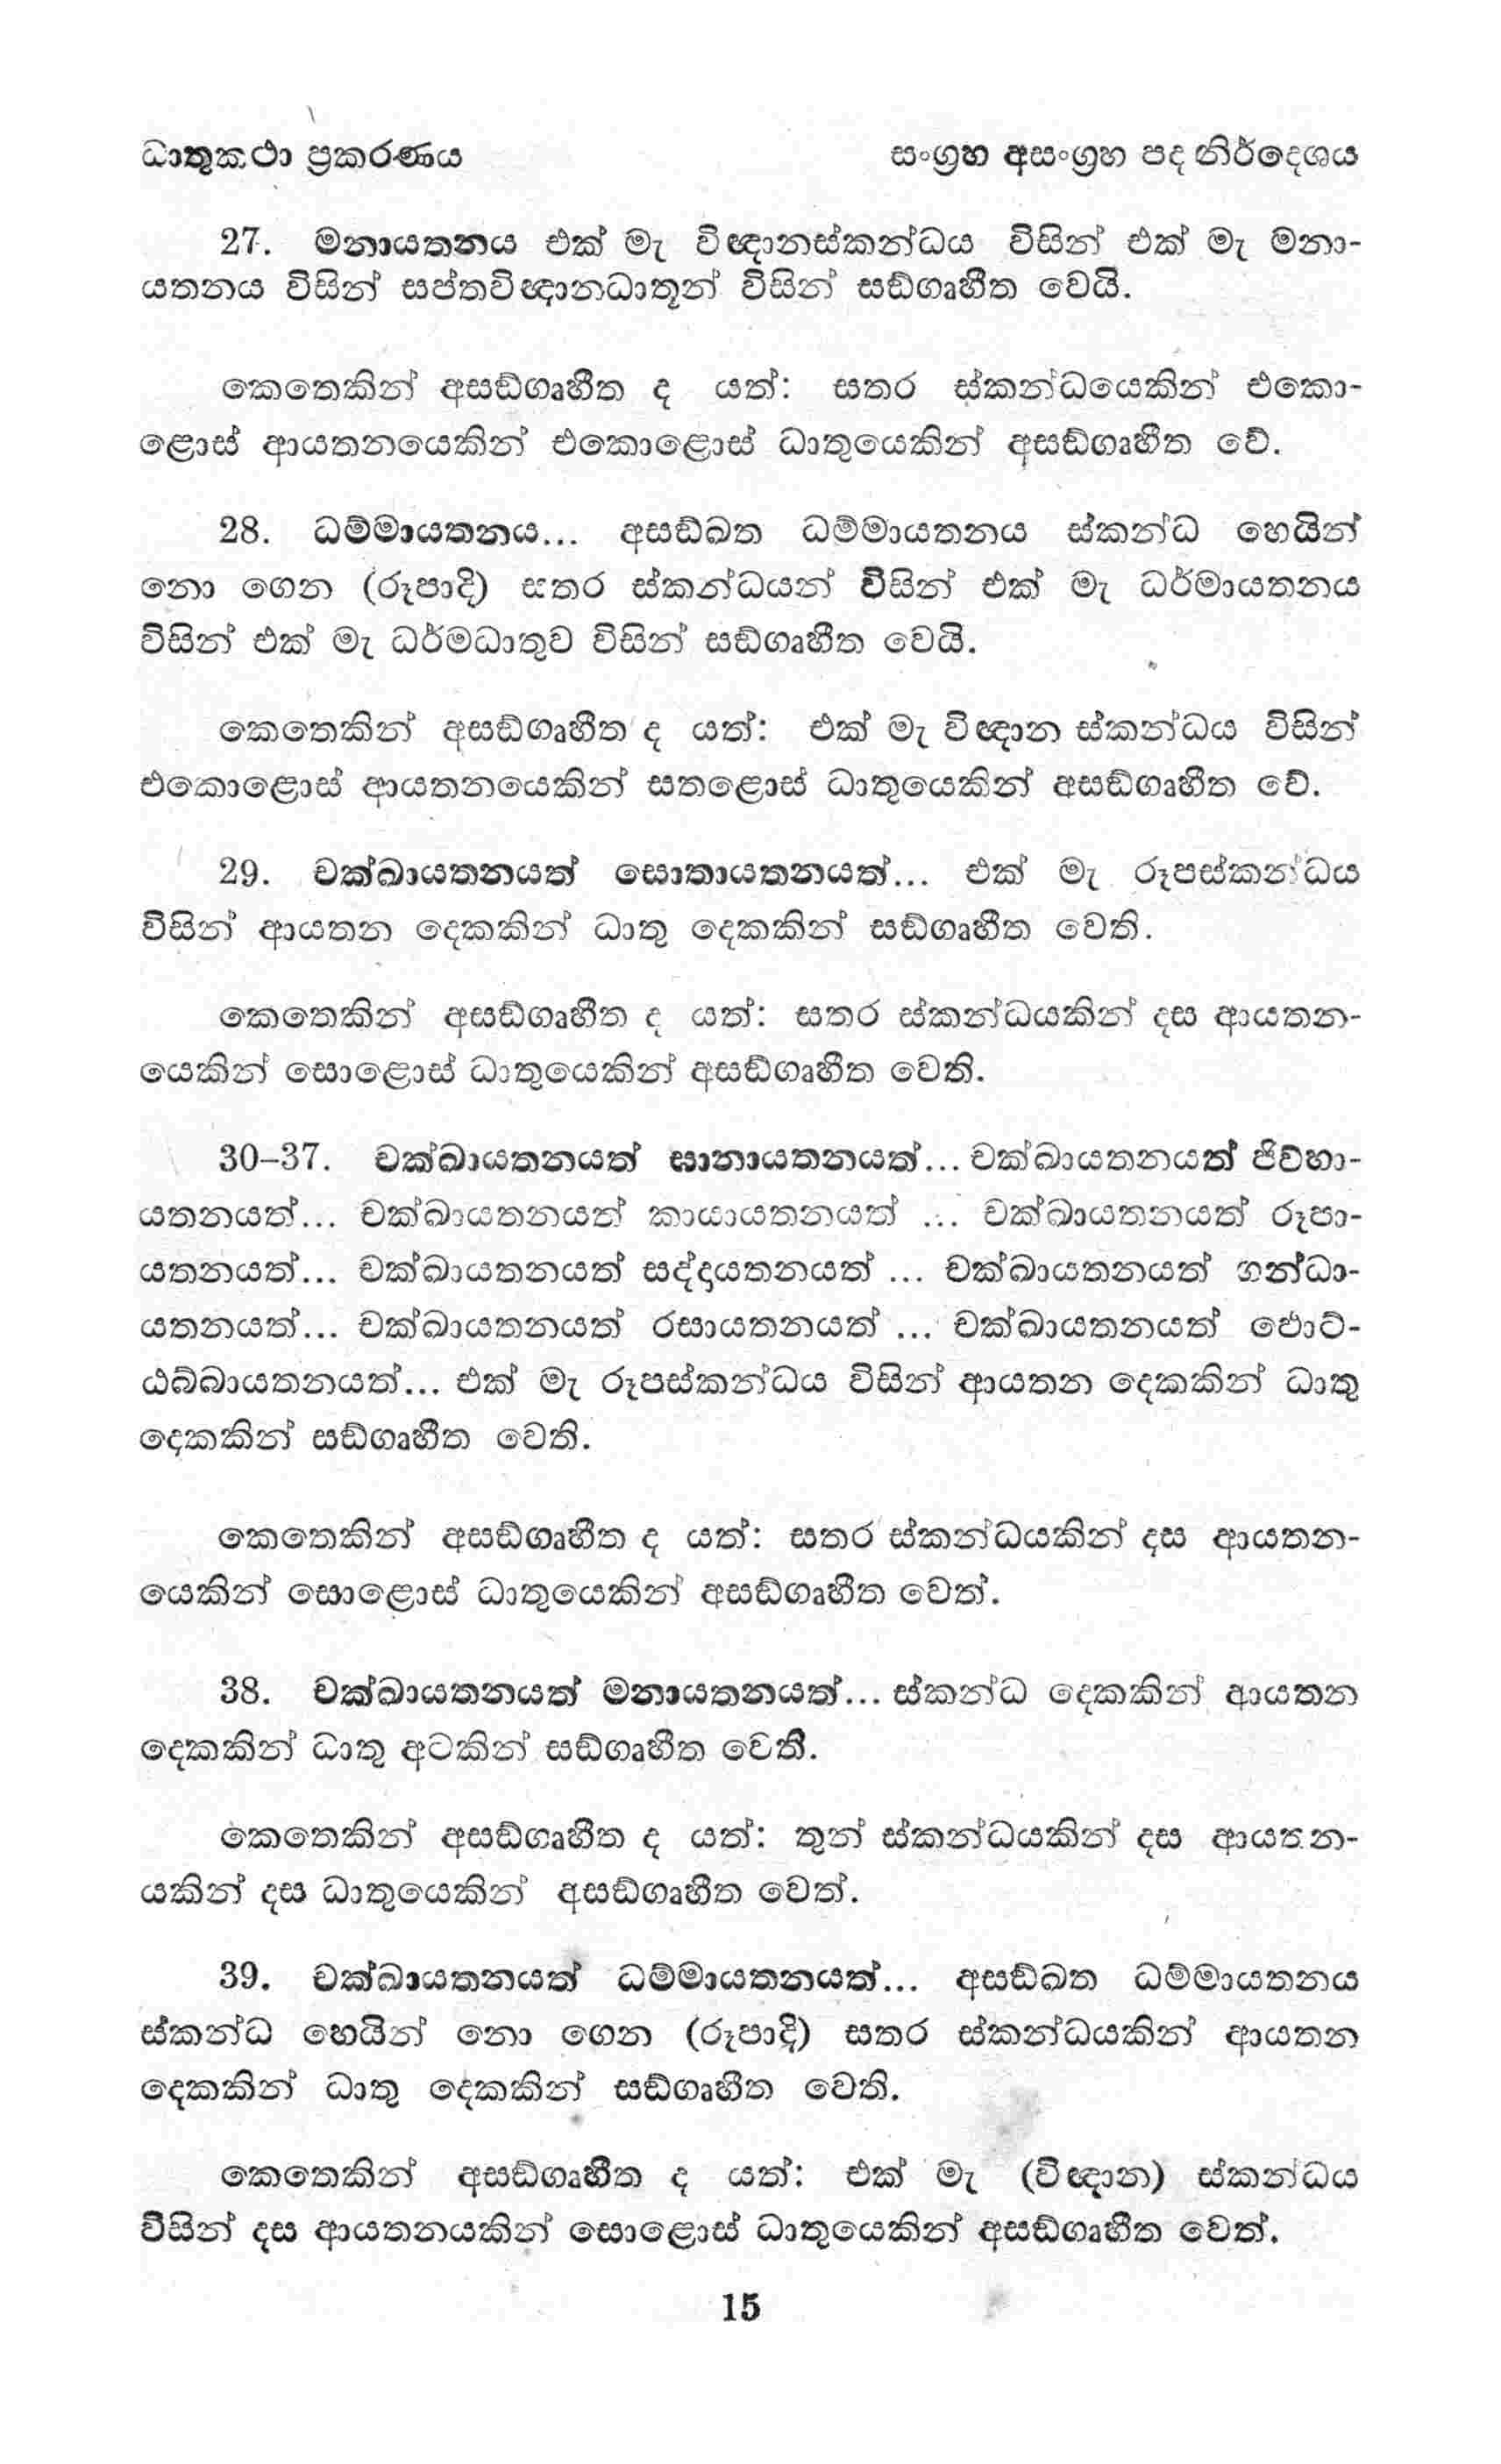 ධාතුකථා ප්‍රකරණය සංග්‍රහ අසංග්‍රහ පද නිර්දෙශය
27. මනායතනය එක් මැ විඥානස්කන්ධය විසින් එක් මැ මනා-
යතනය විසින් සප්තවිඥානධාතූන් විසින් සඞ්ගෘහීත වෙයි.
කෙතෙකින් අසඞ්ගෘහීත ද යත්: සතර ස්කන්ධයෙකින් එකො-
ළොස් ආයතනයෙකින් එකොළොස් ධාතුයෙකින් අසඞ්ගෘහීත වේ.
28. ධම්මායතනය... අසඞ්ඛත ධම්මායතනය ස්කන්ධ හෙයින්
නො ගෙන (රූපාදි) සතර ස්කන්ධයන් විසින් එක් මැ ධර්මායතනය
විසින් එක් මැ ධර්මධාතුව විසින් සඞ්ගෘහීත වෙයි.
කෙතෙකින් අසඞ්ගෘහීත ද යත්: එක් මැ විඥාන ස්කන්ධය විසින්
එකොළොස් ආයතනයෙකින් සතළොස් ධාතුයෙකින් අසඞ්ගෘහීත වේ.
29. චක්ඛායතනයත් සොතායතනයත්... එක් මැ රූපස්කන්ධය
විසින් ආයතන දෙකකින් ධාතු දෙකකින් සඞ්ගෘහීත වෙති.
කෙතෙකින් අසඞ්ගෘහීත ද යත්: සතර ස්කන්ධයකින් දස ආයතන-
යෙකින් සොළොස් ධාතුයෙකින් අසඞ්ගෘහීත වෙති.
30–37. චක්ඛායතනයත් ඝානායතනයත්... චක්ඛායතනයත් ජිව්හා-
යතනයත්... චක්ඛායතනයත් කායායතනයත් ... චක්ඛායතනයත් රූපා-
යතනයත්... චක්ඛායතනයත් සද්දායතනයත් ... චක්ඛායතනයත් ගන්ධා-
යතනයත්... චක්ඛායතනයත් රසායතනයත් ... චක්ඛායතනයත් ඵොට්-
ඨබ්බායතනයත්... එක් මැ රූපස්කන්ධය විසින් ආයතන දෙකකින් ධාතු
දෙකකින් සඞ්ගෘහීත වෙති.
කෙතෙකින් අසඞ්ගෘහීත ද යත්: සතර ස්කන්ධයකින් දස ආයතන-
යෙකින් සොළොස් ධාතුයෙකින් අසඞ්ගෘහීත වෙත්.
38. චක්ඛායතනයත් මනායතනයත්... ස්කන්ධ දෙකකින් ආයතන
දෙකකින් ධාතු අටකින් සඞ්ගෘහීත වෙති.
කෙතෙකින් අසඞ්ගෘහීත ද යත්: තුන් ස්කන්ධයකින් දස ආයතන-
යකින් දස ධාතුයෙකින් අසඞ්ගෘහීත වෙත්.
39. චක්ඛායතනයත් ධම්මායතනයත්... අසඞ්ඛත ධම්මායතනය
ස්කන්ධ හෙයින් නො ගෙන (රූපාදි) සතර ස්කන්ධයකින් ආයතන
දෙකකින් ධාතු දෙකකින් සඞ්ගෘහීත වෙති.
කෙතෙකින් අසඞ්ගෘහීත ද යත්: එක් මැ (විඥාන) ස්කන්ධය
විසින් දස ආයතනයකින් සොළොස් ධාතුයෙකින් අසඞ්ගෘහීත වෙත්.
15